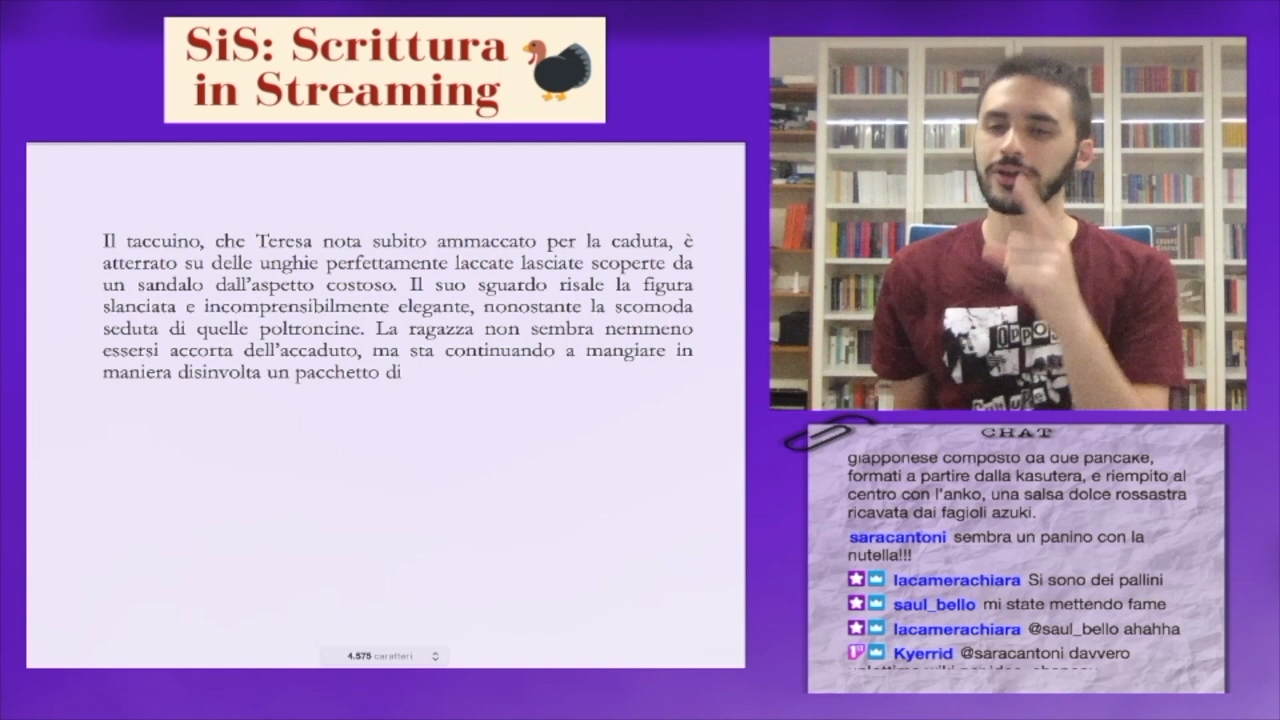 SiS: Scrittura
in Streaming
Il taccuino, che Teresa nota subito ammaccato per la caduta, è
atterrato su delle unghie perfettamente laccate lasciate scoperte da
un sandalo dall'aspetto costoso. Il suo sguardo risale la figura
slanciata e incomprensibilmente elegante, nonostante la scomoda
seduta di quelle poltroncine. La ragazza non sembra nemmeno
essersi accorta dell'accaduto, ma sta continuando a mangiare in
maniera disinvolta un pacchetto di
4.575 caratteri
CHAT
giapponese composto da due pancake,
formati a partire dalla kasutera, e riempito al
centro con l'anko, una salsa dolce rossastra
ricavata dai fagioli azuki.
saracantoni sembra un panino con la
nutella!!!
lacamerachiara Si sono dei pallini
saul_bello mi state mettendo fame
lacamerachiara @saul_bello ahahha
Kyerrid @saracantoni davvero